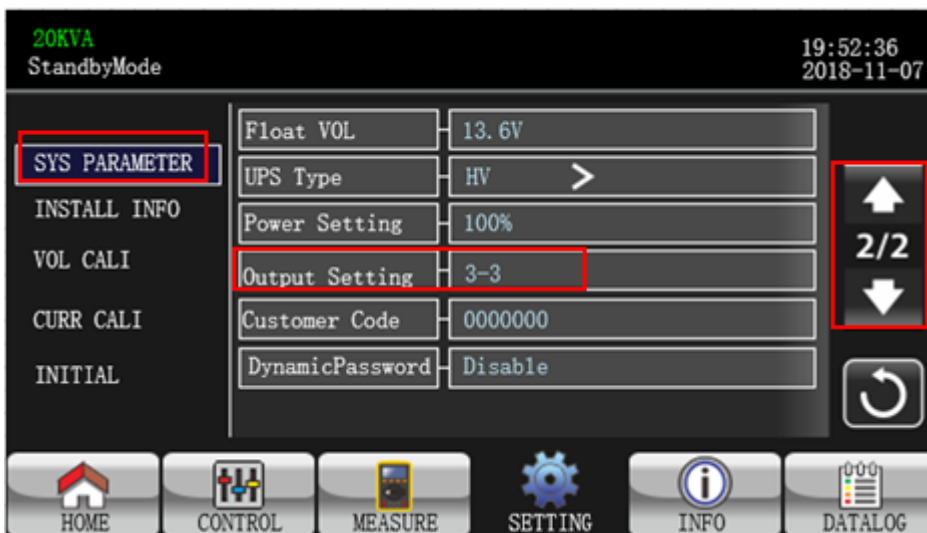 20KVA
StandbyMode
19:52:36
2018-11-07
SYS PARAMETER
INSTALL INFO
VOL CALI
CURR CALI
INITIAL
Float VOL 13.6V
UPS Type HV >
Power Setting 100%
Output Setting 3-3
Customer Code 0000000
DynamicPassword Disable
2/2
HOME CONTROL MEASURE SETTING INFO DATALOG